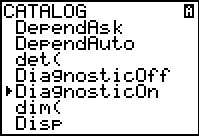 CATALOG A
DependAsk
DependAuto
det(
DiagnosticOff
DiagnosticOn
dim(
Disp